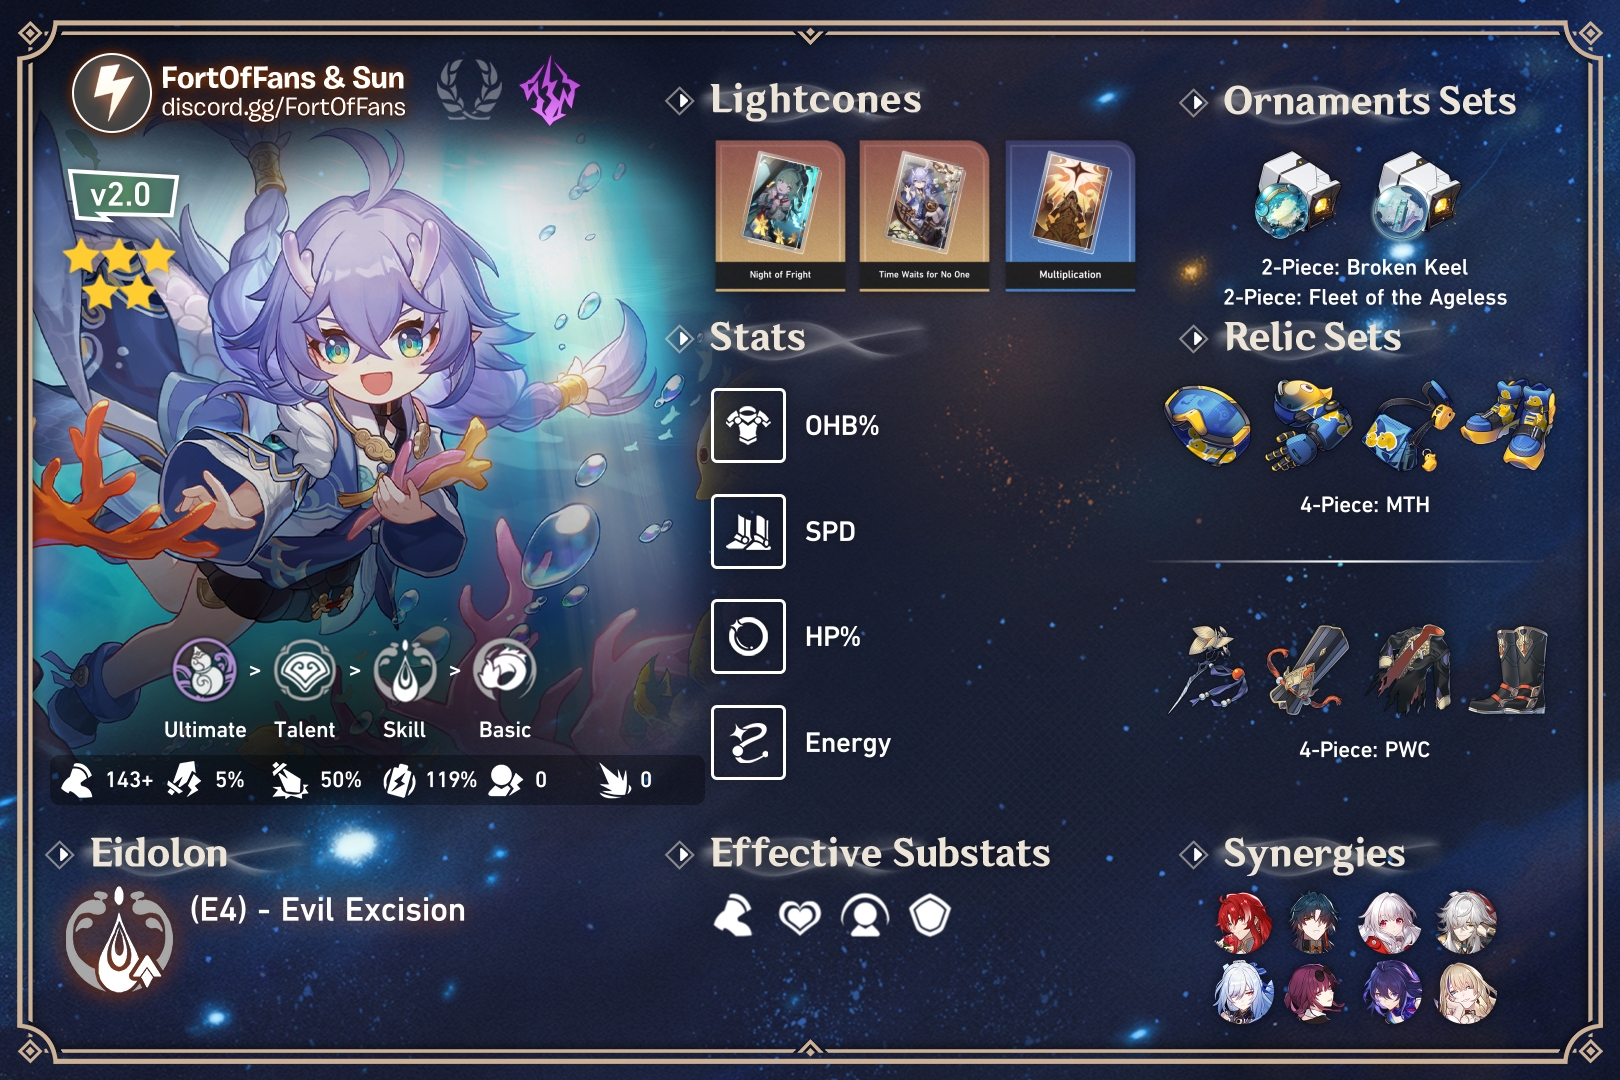 FortOfFans & Sun
discord.gg/FortOfFans
v2.0
Ultimate > Talent > Skill > Basic
143+ 5% 50% 119% 0 0
Eidolon
(E4) - Evil Excision
Lightcones
Night of Fright
Time Waits for No One
Multiplication
Stats
OHB%
SPD
HP%
Energy
Effective Substats
Ornaments Sets
2-Piece: Broken Keel
2-Piece: Fleet of the Ageless
Relic Sets
4-Piece: MTH
4-Piece: PWC
Synergies